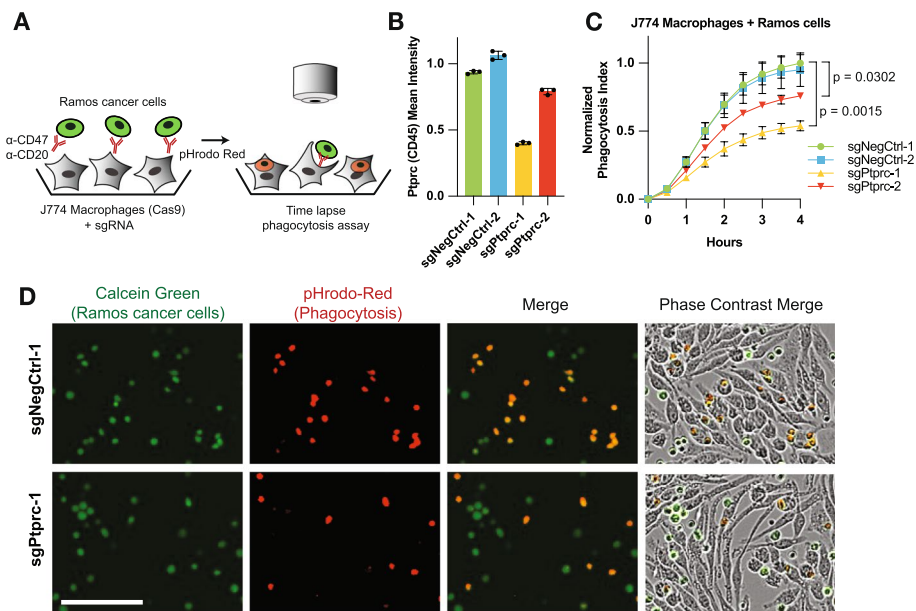 A
Ramos cancer cells
α-CD47
α-CD20
pHrodo Red
J774 Macrophages (Cas9)
+ sgRNA
Time lapse
phagocytosis assay
B
Ptprc (CD45) Mean Intensity
1.0
0.5
0.0
sgNegCtrl-1
sgNegCtrl-2
sgPtprc-1
sgPtprc-2
C
J774 Macrophages + Ramos cells
Normalized
Phagocytosis Index
1.0
0.5
0.0
0 1 2 3 4
Hours
p = 0.0302
p = 0.0015
sgNegCtrl-1
sgNegCtrl-2
sgPtprc-1
sgPtprc-2
D
Calcein Green
(Ramos cancer cells)
pHrodo-Red
(Phagocytosis)
Merge
Phase Contrast Merge
sgNegCtrl-1
sgPtprc-1